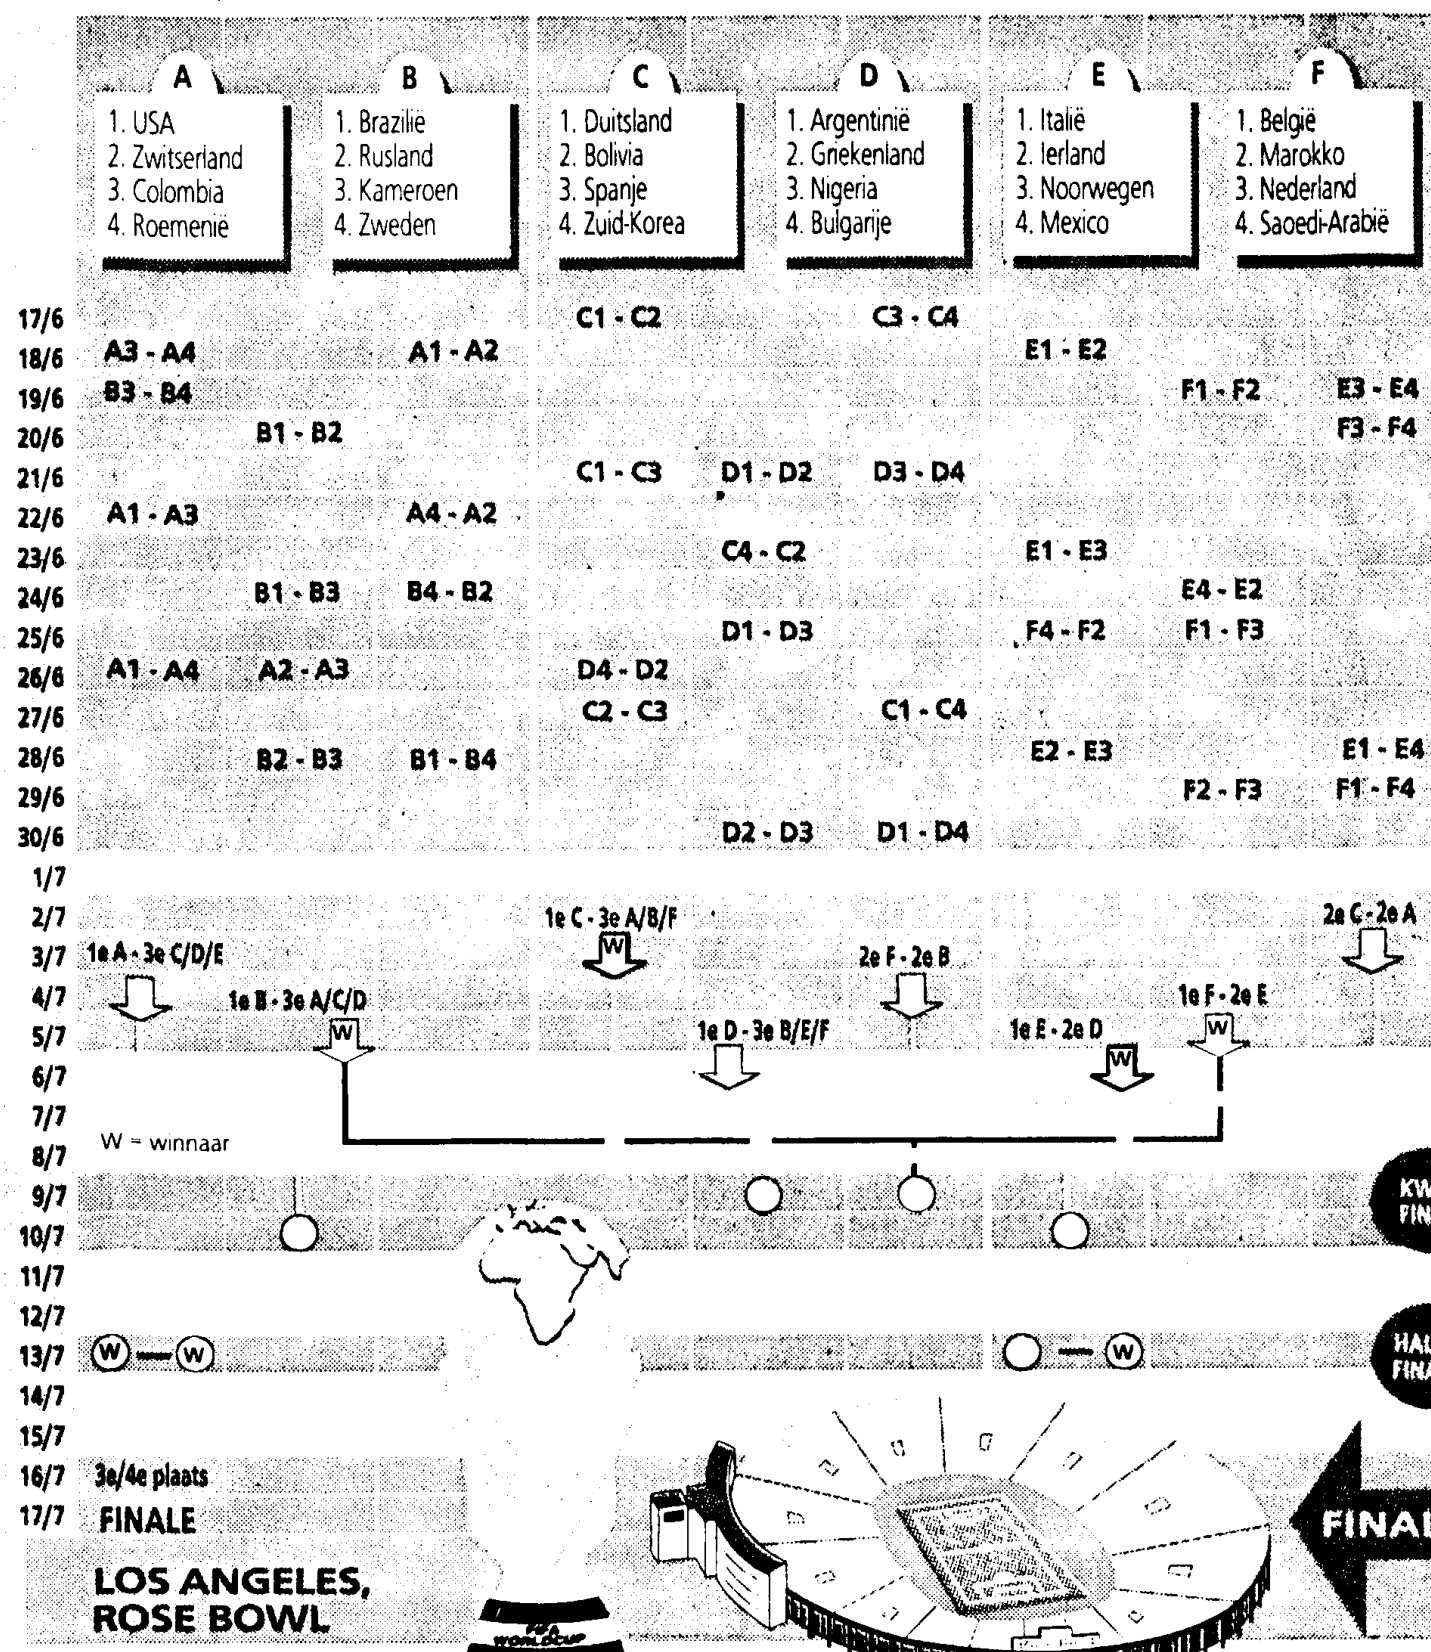 A B C D E F
1. USA
2. Zwitserland
3. Colombia
4. Roemenië
1. Brazilië
2. Rusland
3. Kameroen
4. Zweden
1. Duitsland
2. Bolivia
3. Spanje
4. Zuid-Korea
1. Argentinië
2. Griekenland
3. Nigeria
4. Bulgarije
1. Italië
2. Ierland
3. Noorwegen
4. Mexico
1. België
2. Marokko
3. Nederland
4. Saoedi-Arabië
17/6 C1 - C2 C3 - C4
18/6 A3 - A4 A1 - A2 E1 - E2
19/6 B3 - B4 F1 - F2 E3 - E4
20/6 B1 - B2 F3 - F4
21/6 C1 - C3 D1 - D2 D3 - D4
22/6 A1 - A3 A4 - A2
23/6 C4 - C2 E1 - E3
24/6 B1 - B3 B4 - B2 E4 - E2
25/6 D1 - D3 F4 - F2 F1 - F3
26/6 A1 - A4 A2 - A3 D4 - D2
27/6 C2 - C3 C1 - C4
28/6 B2 - B3 B1 - B4 E2 - E3 E1 - E4
29/6 F2 - F3 F1 - F4
30/6 D2 - D3 D1 - D4
1/7
2/7 1e C - 3e A/B/F 2e C - 2e A
3/7 1e A - 3e C/D/E W 2e F - 2e B
4/7 1e B - 3e A/C/D 1e F - 2e E
5/7 W 1e D - 3e B/E/F 1e E - 2e D W
6/7 W
7/7
W = winnaar
8/7
9/7 KW
FIN
10/7
11/7
12/7
13/7 W W W HAL
FINA
14/7
15/7
16/7 3e/4e plaats
17/7 FINALE FINAL
LOS ANGELES,
ROSE BOWL
FIFA
WORLDCUP